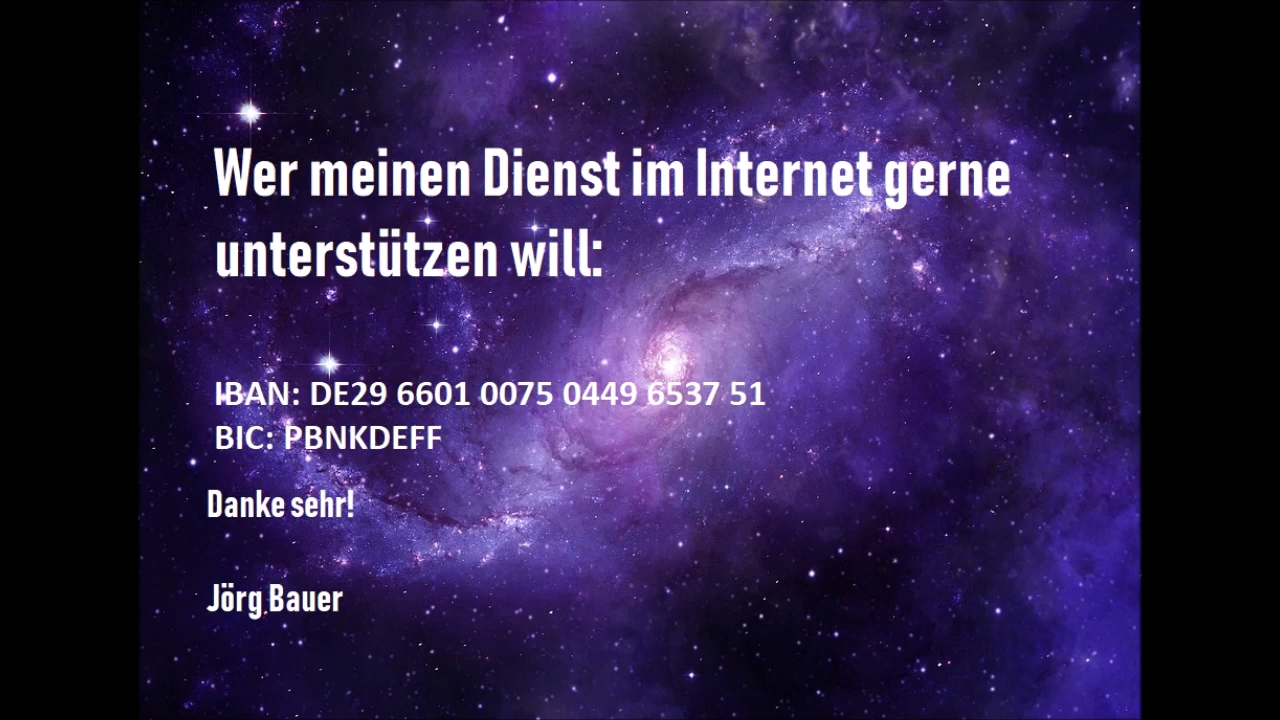 Wer meinen Dienst im Internet gerne
unterstützen will:
IBAN: DE29 6601 0075 0449 6537 51
BIC: PBNKDEFF
Danke sehr!
Jörg Bauer